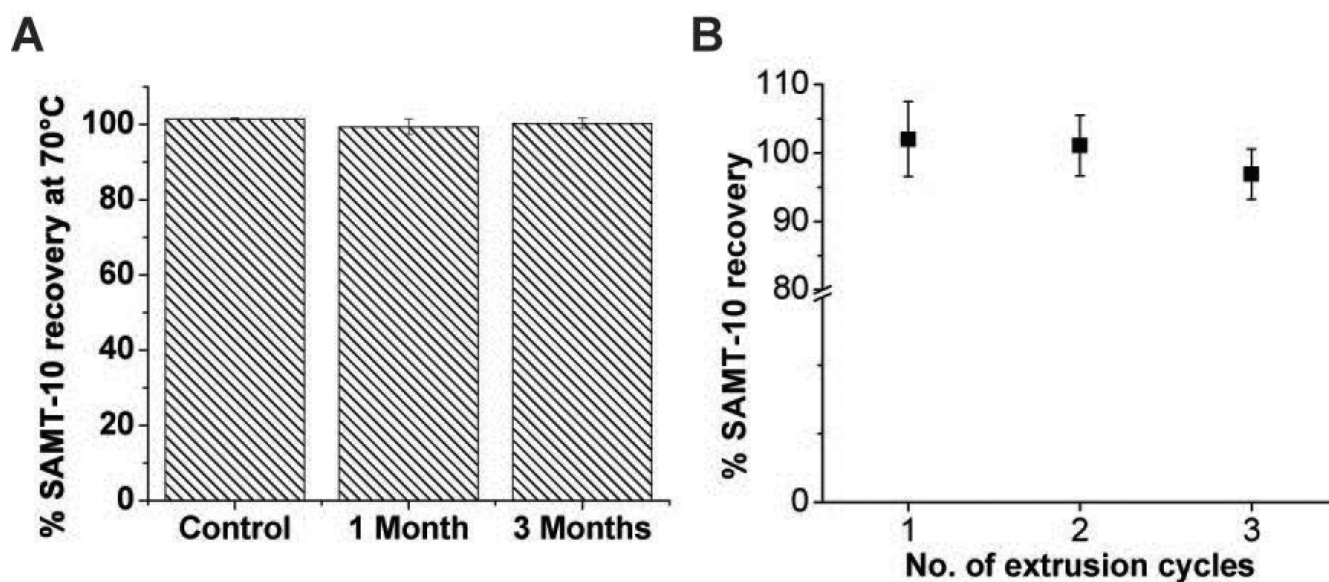 A
% SAMT-10 recovery at 70°C
100
80
60
40
20
0
Control 1 Month 3 Months
B
% SAMT-10 recovery
110
100
90
80
0
1 2 3
No. of extrusion cycles